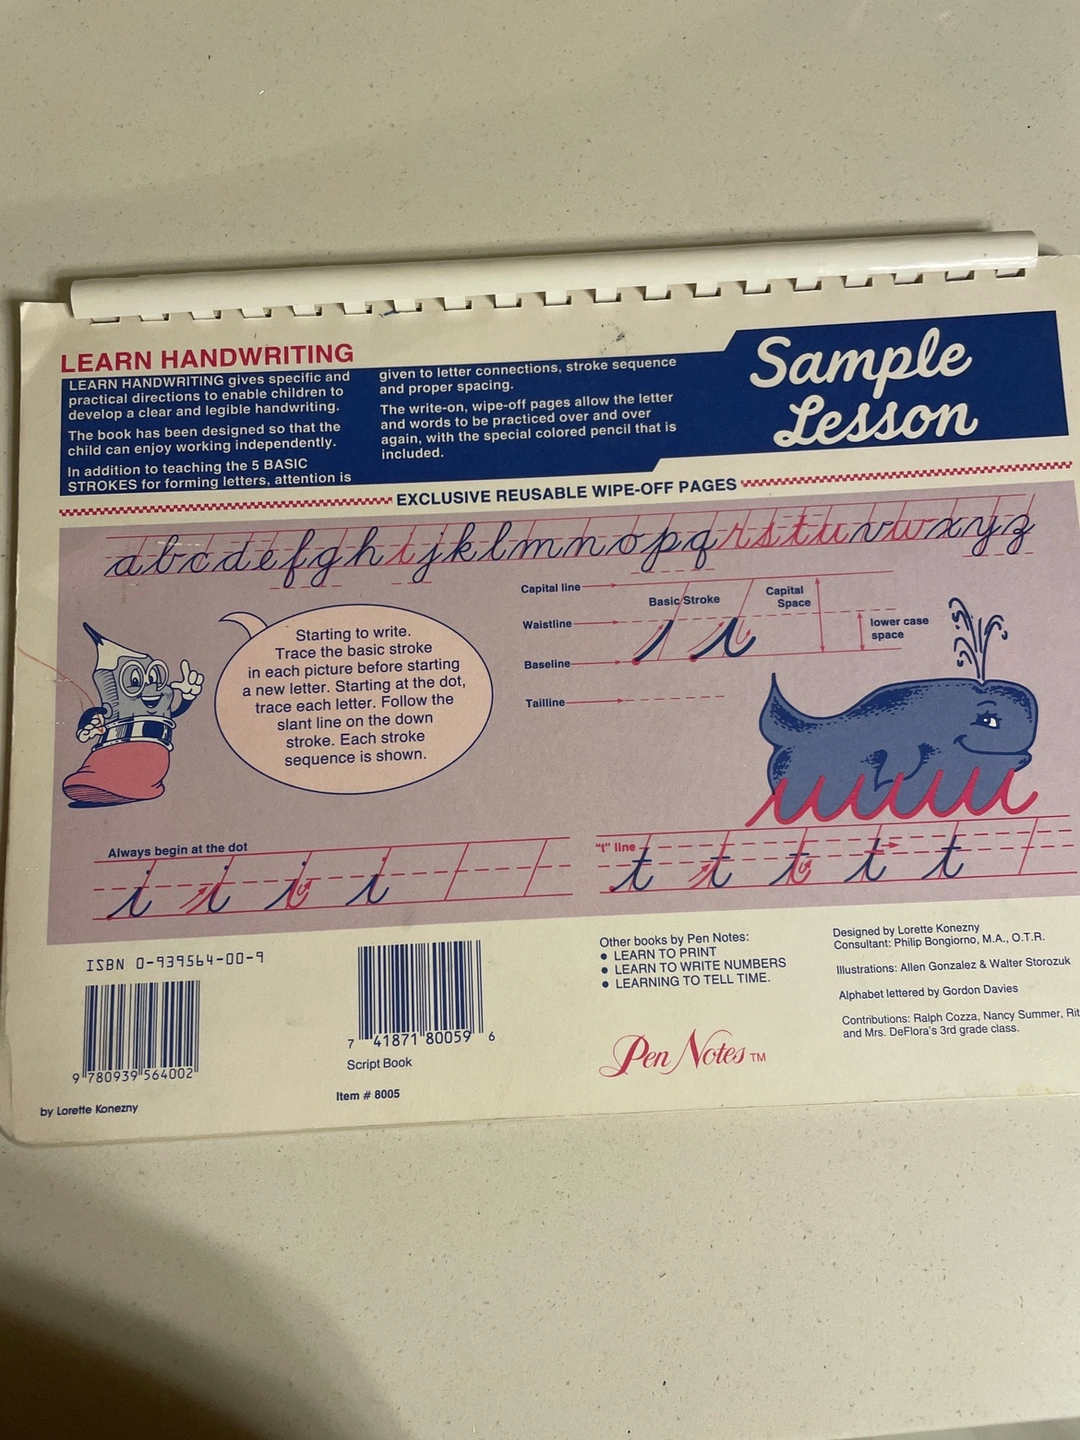 LEARN HANDWRITING
LEARN HANDWRITING gives specific and
practical directions to enable children to
develop a clear and legible handwriting.
The book has been designed so that the
child can enjoy working independently.
In addition to teaching the 5 BASIC
STROKES for forming letters, attention is
given to letter connections, stroke sequence
and proper spacing.
The write-on, wipe-off pages allow the letter
and words to be practiced over and over
again, with the special colored pencil that is
included.
Sample
Lesson
EXCLUSIVE REUSABLE WIPE-OFF PAGES
a b c d e f g h i j k l m n o p q r s t u v w x y z
Starting to write.
Trace the basic stroke
in each picture before starting
a new letter. Starting at the dot,
trace each letter. Follow the
slant line on the down
stroke. Each stroke
sequence is shown.
Capital line
Waistline
Baseline
Tailline
Basic Stroke
Capital
Space
lower case
space
Always begin at the dot
i i i i
"t" line
t t t t t
ISBN 0-939564-00-9
9 780939 564002
by Lorette Konezny
7 41871 80059 6
Script Book
Item # 8005
Other books by Pen Notes:
• LEARN TO PRINT
• LEARN TO WRITE NUMBERS
• LEARNING TO TELL TIME.
Pen Notes TM
Designed by Lorette Konezny
Consultant: Philip Bongiorno, M.A., O.T.R.
Illustrations: Allen Gonzalez & Walter Storozuk
Alphabet lettered by Gordon Davies
Contributions: Ralph Cozza, Nancy Summer, Rit
and Mrs. DeFlora's 3rd grade class.